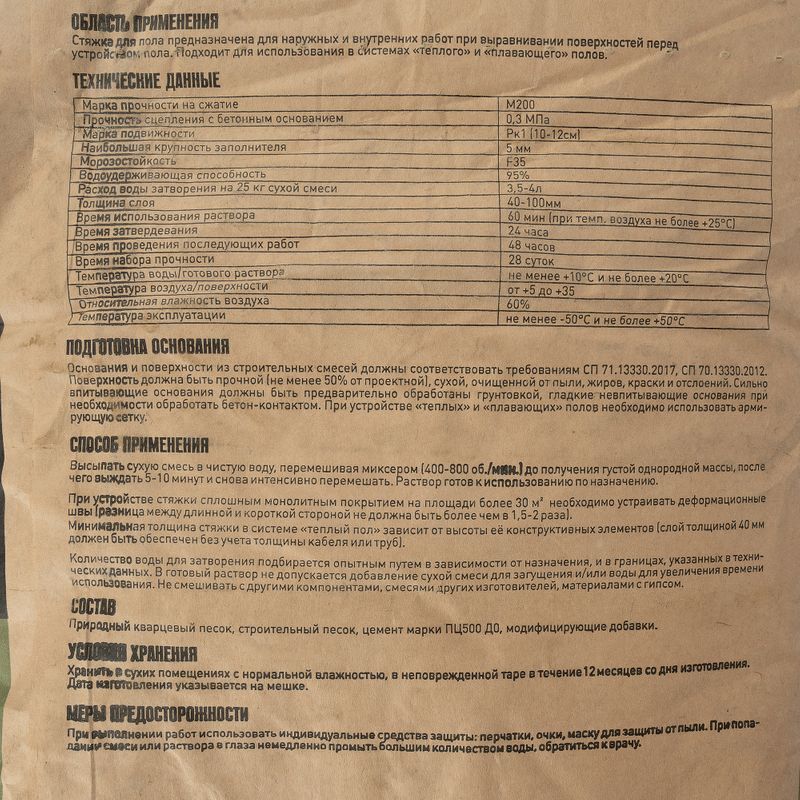 ОБЛАСТЬ ПРИМЕНЕНИЯ
Стяжка для пола предназначена для наружных и внутренних работ при выравнивании поверхностей перед
устройством пола. Подходит для использования в системах «теплого» и «плавающего» полов.
ТЕХНИЧЕСКИЕ ДАННЫЕ
Марка прочности на сжатие М200
Прочность сцепления с бетонным основанием 0,3 МПа
Марка подвижности Рк1 (10-12см)
Наибольшая крупность заполнителя 5 мм
Морозостойкость F35
Водоудерживающая способность 95%
Расход воды затворения на 25 кг сухой смеси 3,5-4л
Толщина слоя 40-100мм
Время использования раствора 60 мин (при темп. воздуха не более +25°С)
Время затвердевания 24 часа
Время проведения последующих работ 48 часов
Время набора прочности 28 суток
Температура воды/готового раствора не менее +10°С и не более +20°С
Температура воздуха/поверхности от +5 до +35
Относительная влажность воздуха 60%
Температура эксплуатации не менее -50°С и не более +50°С
ПОДГОТОВКА ОСНОВАНИЯ
Основания и поверхности из строительных смесей должны соответствовать требованиям СП 71.13330.2017, СП 70.13330.2012.
Поверхность должна быть прочной (не менее 50% от проектной), сухой, очищенной от пыли, жиров, краски и отслоений. Сильно
впитывающие основания должны быть предварительно обработаны грунтовкой, гладкие невпитывающие основания при
необходимости обработать бетон-контактом. При устройстве «теплых» и «плавающих» полов необходимо использовать арми-
рующую сетку.
СПОСОБ ПРИМЕНЕНИЯ
Высыпать сухую смесь в чистую воду, перемешивая миксером (400-800 об./мин.) до получения густой однородной массы, после
чего выждать 5-10 минут и снова интенсивно перемешать. Раствор готов к использованию по назначению.
При устройстве стяжки сплошным монолитным покрытием на площади более 30 м² необходимо устраивать деформационные
швы (разница между длинной и короткой стороной не должна быть более чем в 1,5-2 раза).
Минимальная толщина стяжки в системе «теплый пол» зависит от высоты её конструктивных элементов (слой толщиной 40 мм
должен быть обеспечен без учета толщины кабеля или труб).
Количество воды для затворения подбирается опытным путем в зависимости от назначения, и в границах, указанных в техни-
ческих данных. В готовый раствор не допускается добавление сухой смеси для загущения и/или воды для увеличения времени
использования. Не смешивать с другими компонентами, смесями других изготовителей, материалами с гипсом.
СОСТАВ
Природный кварцевый песок, строительный песок, цемент марки ПЦ500 Д0, модифицирующие добавки.
УСЛОВИЯ ХРАНЕНИЯ
Хранить в сухих помещениях с нормальной влажностью, в неповрежденной таре в течение 12 месяцев со дня изготовления.
Дата изготовления указывается на мешке.
МЕРЫ ПРЕДОСТОРОЖНОСТИ
При выполнении работ использовать индивидуальные средства защиты: перчатки, очки, маску для защиты от пыли. При попа-
дании смеси или раствора в глаза немедленно промыть большим количеством воды, обратиться к врачу.